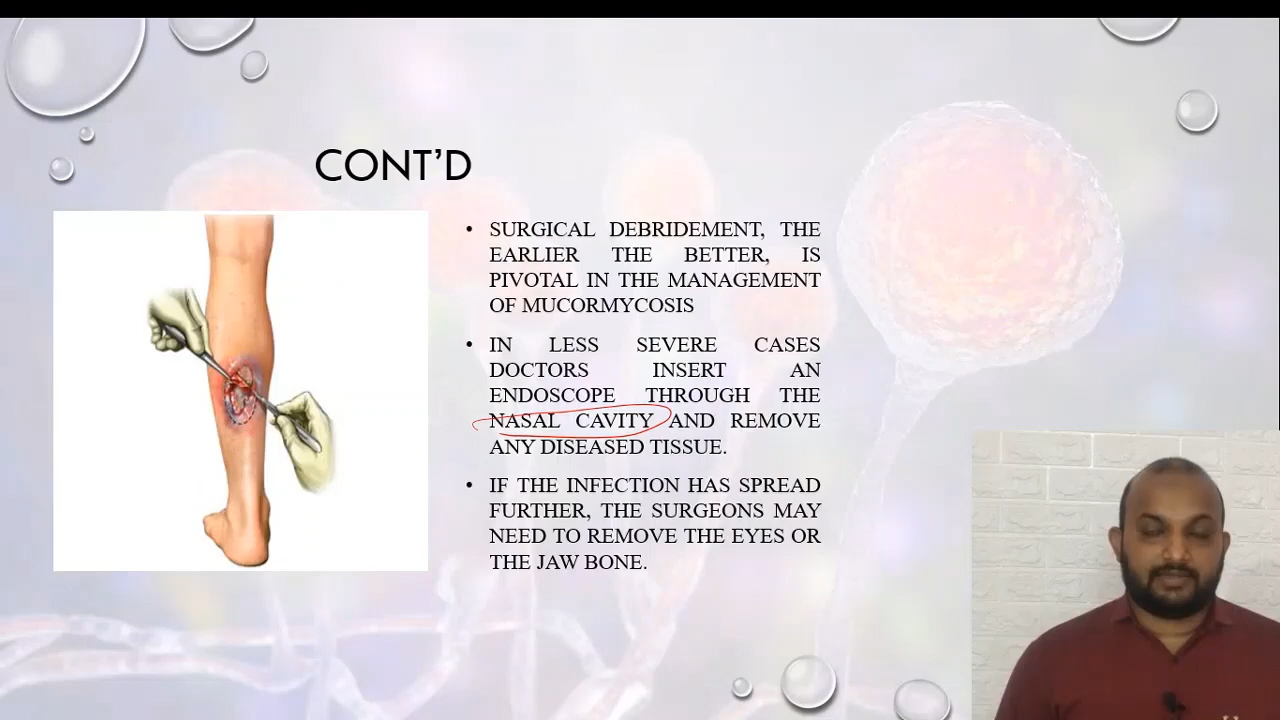 CONT'D
• SURGICAL DEBRIDEMENT, THE
EARLIER THE BETTER, IS
PIVOTAL IN THE MANAGEMENT
OF MUCORMYCOSIS
• IN LESS SEVERE CASES
DOCTORS INSERT AN
ENDOSCOPE THROUGH THE
NASAL CAVITY AND REMOVE
ANY DISEASED TISSUE.
• IF THE INFECTION HAS SPREAD
FURTHER, THE SURGEONS MAY
NEED TO REMOVE THE EYES OR
THE JAW BONE.